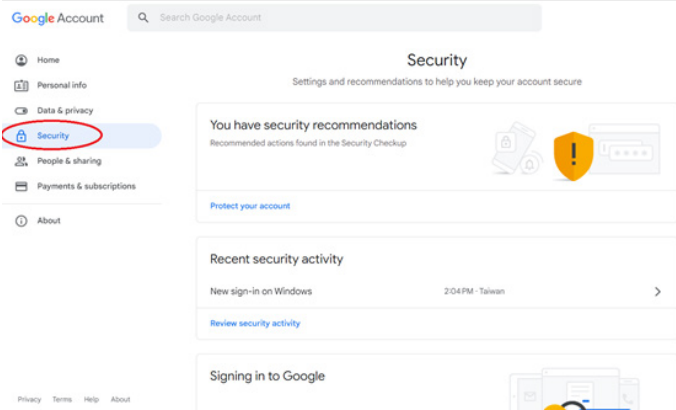 Google Account
Search Google Account
Home
Personal info
Data & privacy
Security
People & sharing
Payments & subscriptions
About
Privacy Terms Help About
Security
Settings and recommendations to help you keep your account secure
You have security recommendations
Recommended actions found in the Security Checkup
Protect your account
Recent security activity
New sign-in on Windows 2:04 PM · Taiwan
Review security activity
Signing in to Google